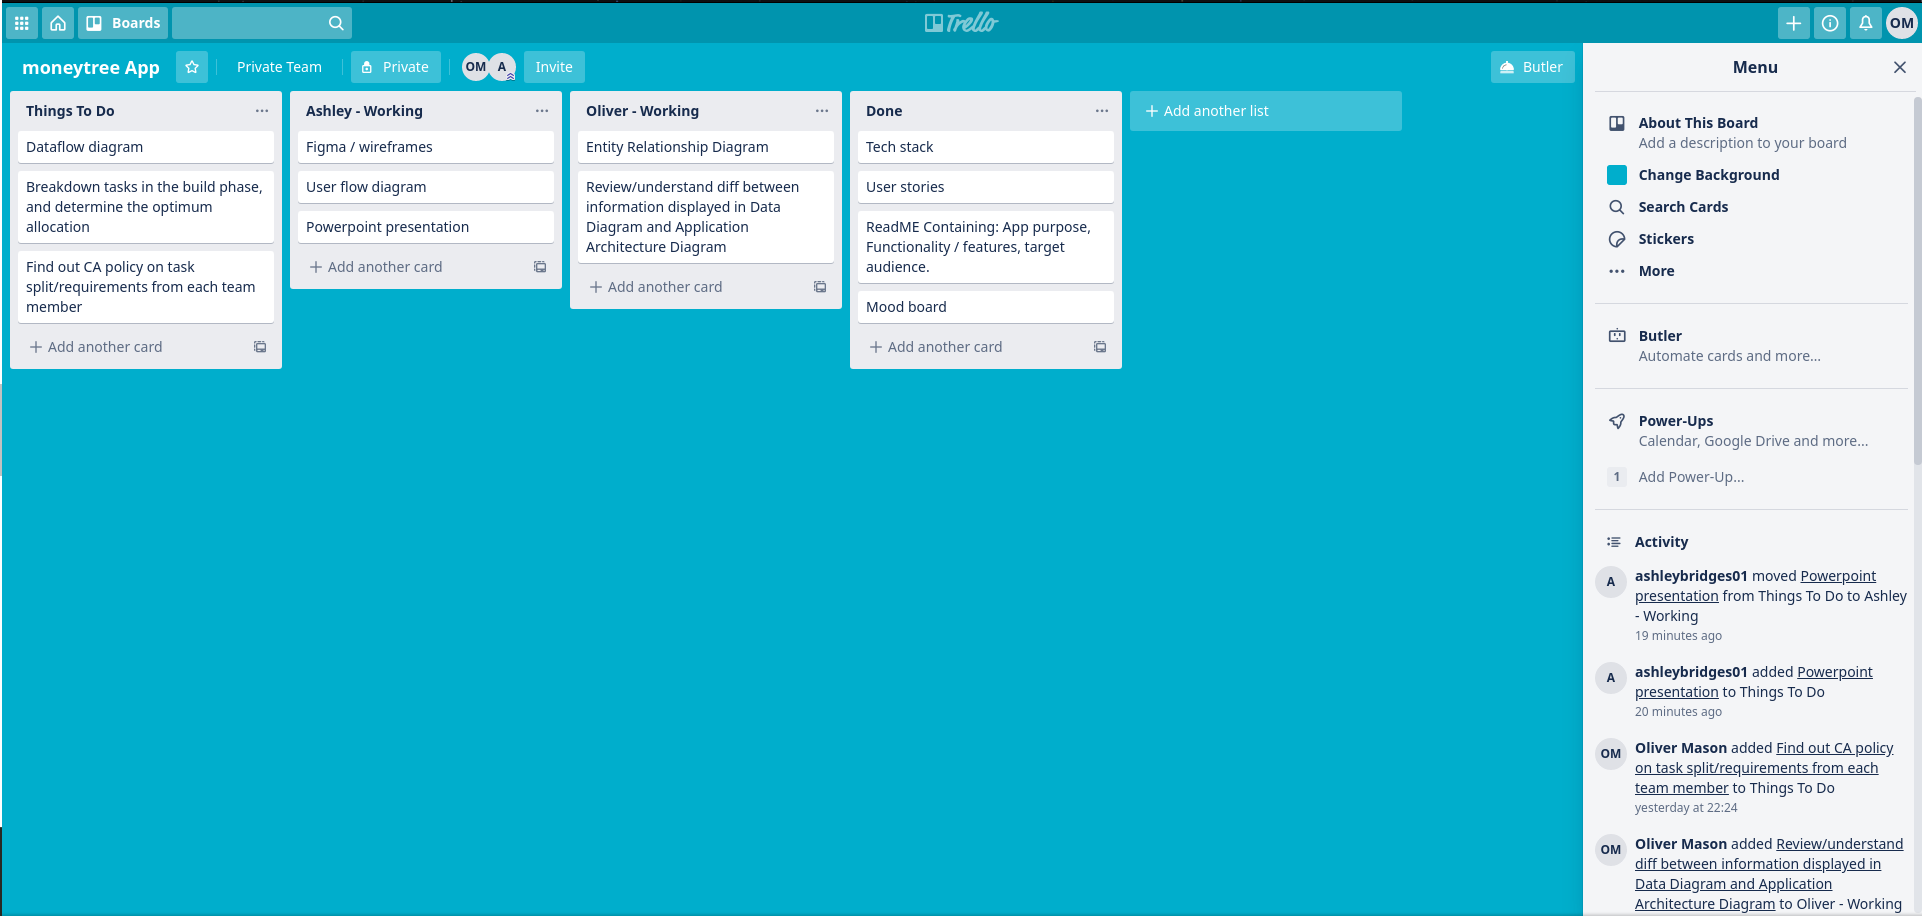 Boards
Trello
OM
moneytree App
Private Team
Private
OM
A
Invite
Butler
Things To Do
Dataflow diagram
Breakdown tasks in the build phase,
and determine the optimum
allocation
Find out CA policy on task
split/requirements from each team
member
+ Add another card
Ashley - Working
Figma / wireframes
User flow diagram
Powerpoint presentation
+ Add another card
Oliver - Working
Entity Relationship Diagram
Review/understand diff between
information displayed in Data
Diagram and Application
Architecture Diagram
+ Add another card
Done
Tech stack
User stories
ReadME Containing: App purpose,
Functionality / features, target
audience.
Mood board
+ Add another card
+ Add another list
Menu
About This Board
Add a description to your board
Change Background
Search Cards
Stickers
More
Butler
Automate cards and more...
Power-Ups
Calendar, Google Drive and more...
1 Add Power-Up...
Activity
A
ashleybridges01 moved Powerpoint
presentation from Things To Do to Ashley
- Working
19 minutes ago
A
ashleybridges01 added Powerpoint
presentation to Things To Do
20 minutes ago
OM
Oliver Mason added Find out CA policy
on task split/requirements from each
team member to Things To Do
yesterday at 22:24
OM
Oliver Mason added Review/understand
diff between information displayed in
Data Diagram and Application
Architecture Diagram to Oliver - Working